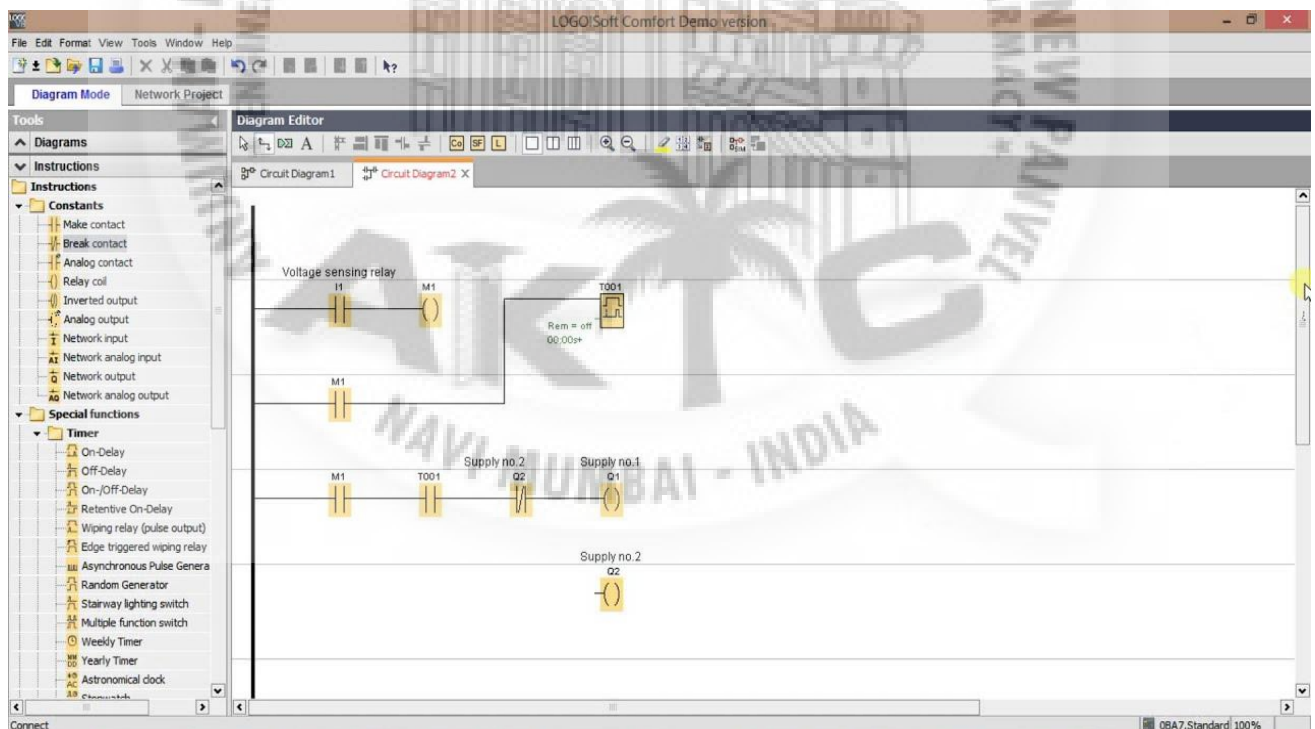 LOGO!Soft Comfort Demo version
File Edit Format View Tools Window Help
Diagram Mode Network Project
Tools
Diagram Editor
Diagrams
Instructions
Circuit Diagram1
Circuit Diagram2
Co SF L
Instructions
Constants
Make contact
Break contact
Analog contact
Relay coil
Inverted output
Analog output
Network input
Network analog input
Network output
Network analog output
Special functions
Timer
On-Delay
Off-Delay
On-/Off-Delay
Retentive On-Delay
Wiping relay (pulse output)
Edge triggered wiping relay
Asynchronous Pulse Genera
Random Generator
Stairway lighting switch
Multiple function switch
Weekly Timer
Yearly Timer
Astronomical clock
Stopwatch
Voltage sensing relay
I1 M1 T001
Rem = off
00:00s+
M1
Supply no.2 Supply no.1
M1 T001 Q2 Q1
Supply no.2
Q2
AKTC
NAVI MUMBAI - INDIA
NEW PANVEL
Connect
0BA7.Standard 100%